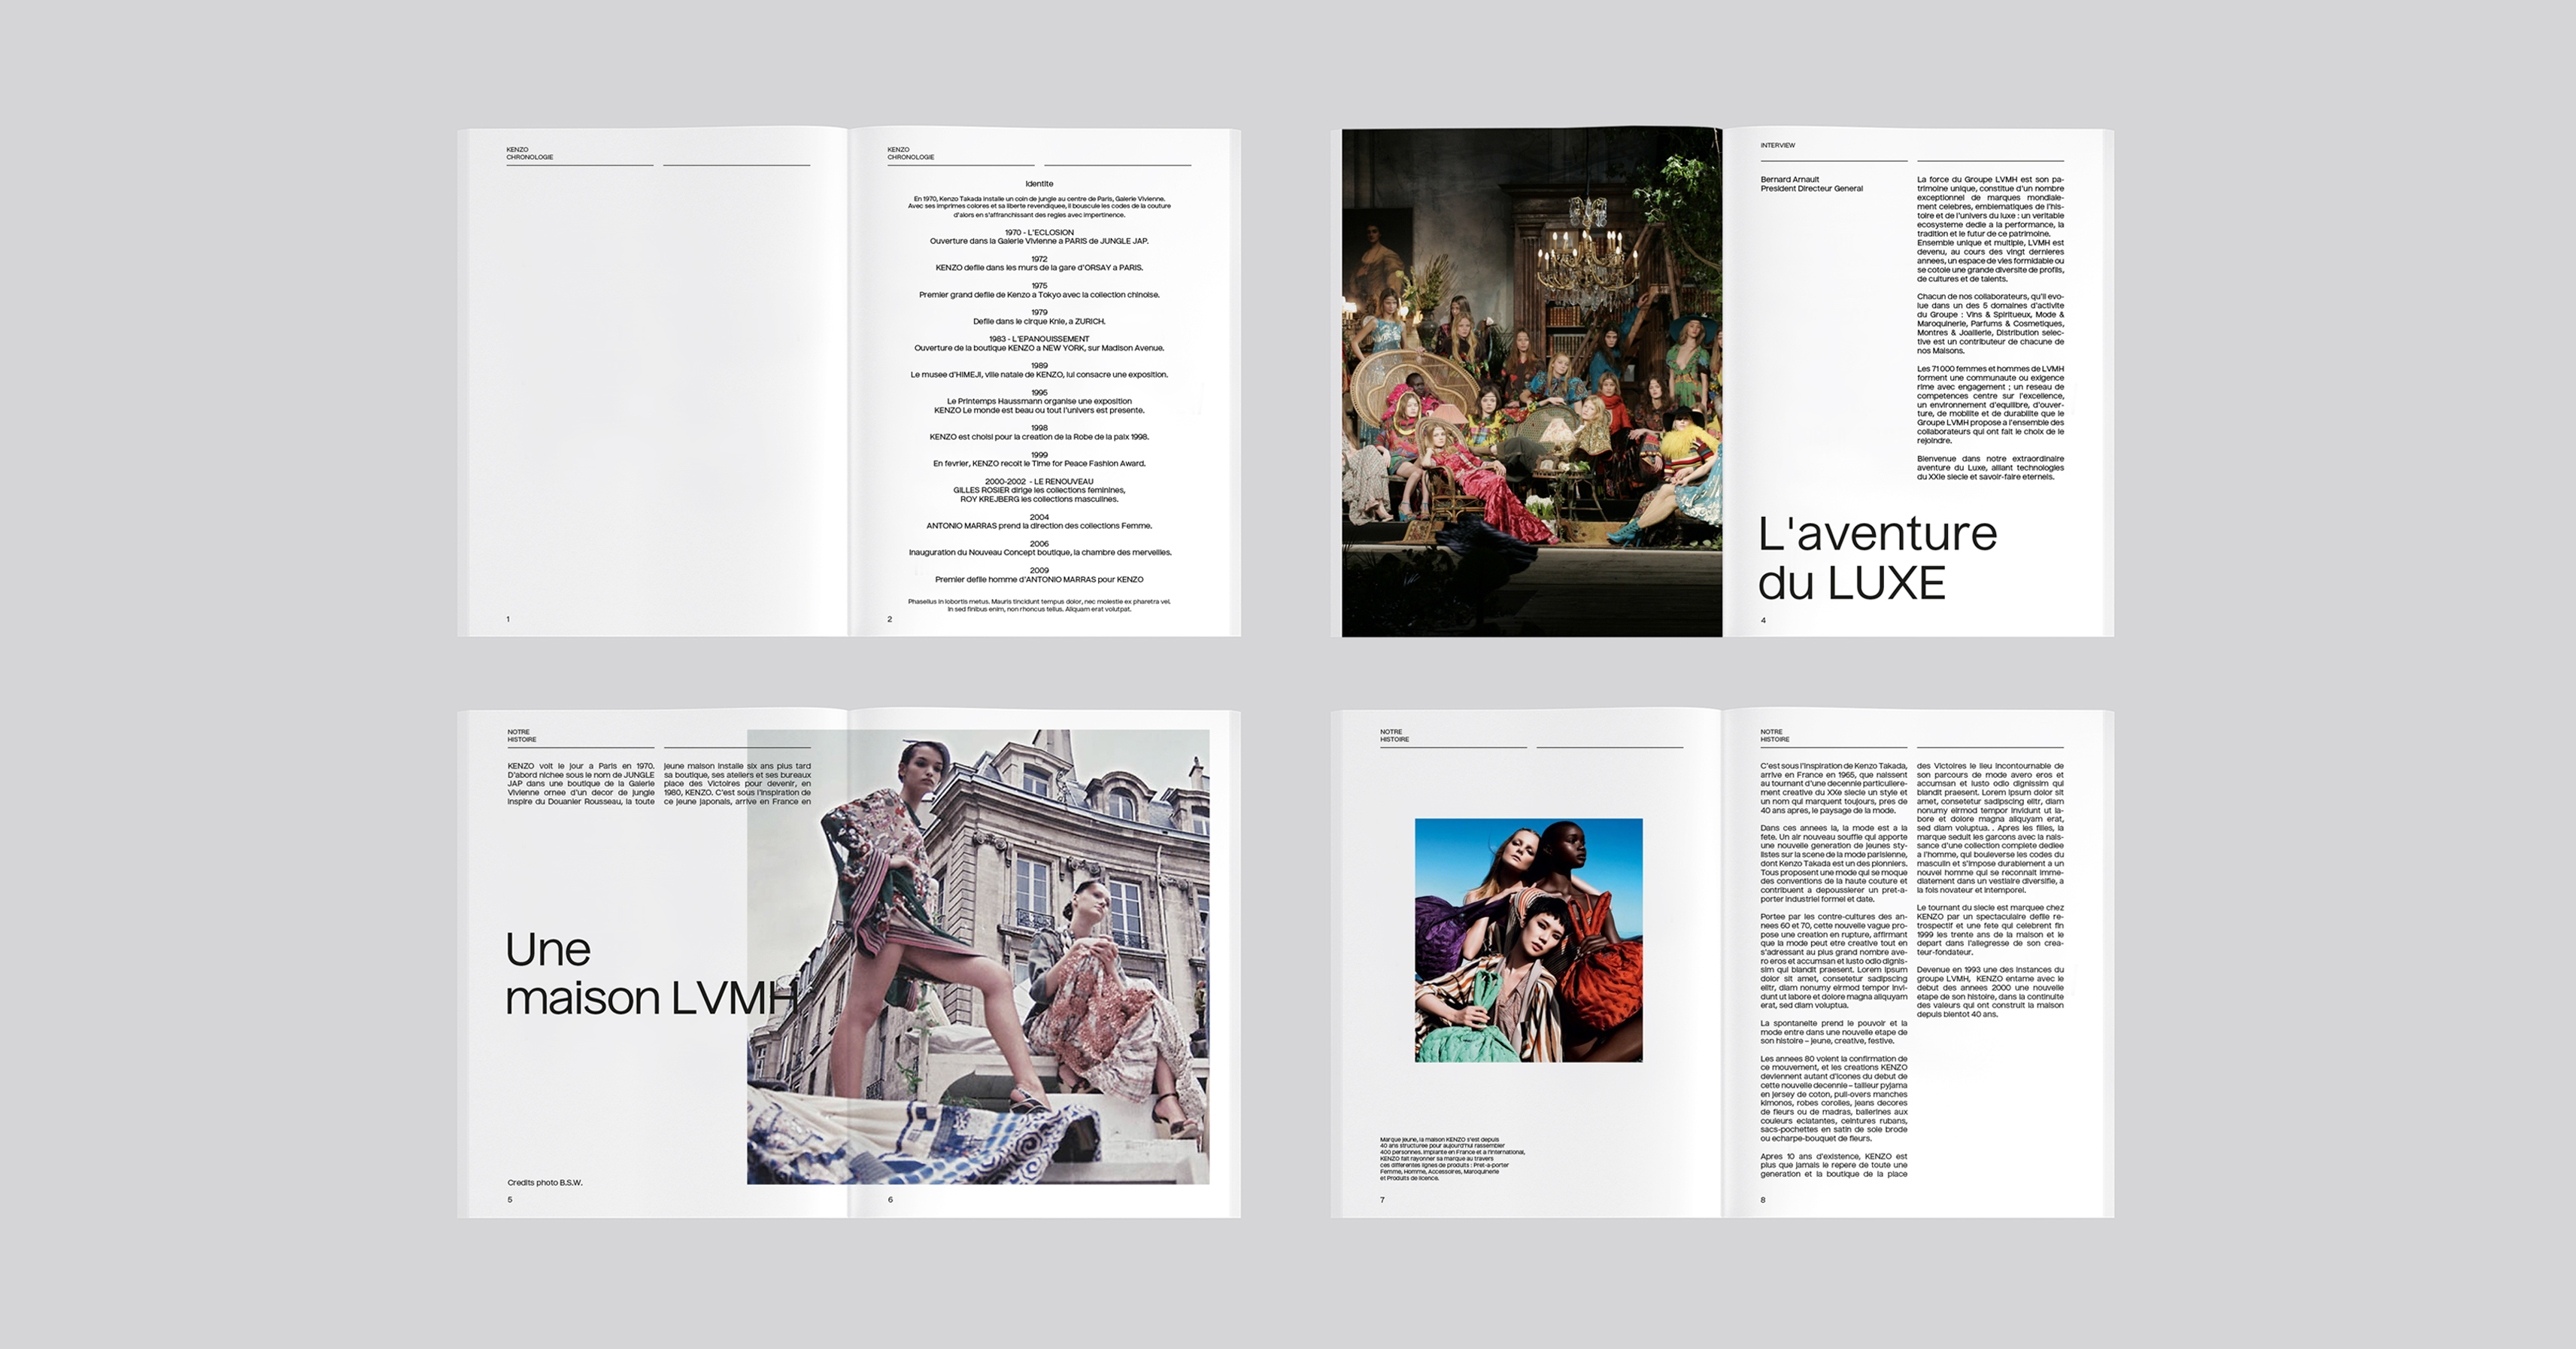 KENZO
CHRONOLOGIE
1
KENZO
CHRONOLOGIE
Identite
En 1970, Kenzo Takada installe un coin de jungle au centre de Paris, Galerie Vivienne.
Avec ses imprimes colores et sa liberte revendiquee, il bouscule les codes de la couture
d'alors en s'affranchissant des regles avec impertinence.
1970 - L'ECLOSION
Ouverture dans la Galerie Vivienne a PARIS de JUNGLE JAP.
1972
KENZO defile dans les murs de la gare d'ORSAY a PARIS.
1975
Premier grand defile de Kenzo a Tokyo avec la collection chinoise.
1979
Defile dans le cirque Knie, a ZURICH.
1983 - L'EPANOUISSEMENT
Ouverture de la boutique KENZO a NEW YORK, sur Madison Avenue.
1989
Le musee d'HIMEJI, ville natale de KENZO, lui consacre une exposition.
1995
Le Printemps Haussmann organise une exposition
KENZO Le monde est beau ou tout l'univers est presente.
1998
KENZO est choisi pour la creation de la Robe de la paix 1998.
1999
En fevrier, KENZO recoit le Time for Peace Fashion Award.
2000-2002 - LE RENOUVEAU
GILLES ROSIER dirige les collections feminines,
ROY KREJBERG les collections masculines.
2004
ANTONIO MARRAS prend la direction des collections Femme.
2006
Inauguration du Nouveau Concept boutique, la chambre des merveilles.
2009
Premier defile homme d'ANTONIO MARRAS pour KENZO
Phasellus in lobortis metus. Mauris tincidunt tempus dolor, nec molestie ex pharetra vel.
In sed finibus enim, non rhoncus tellus. Aliquam erat volutpat.
2
INTERVIEW
Bernard Arnault
President Directeur General
La force du Groupe LVMH est son pa-
trimoine unique, constitue d'un nombre
exceptionnel de marques mondiale-
ment celebres, emblematiques de l'his-
toire et de l'univers du luxe : un veritable
ecosysteme dedie a la performance, la
tradition et le futur de ce patrimoine.
Ensemble unique et multiple, LVMH est
devenu, au cours des vingt dernieres
annees, un espace de vies formidable ou
se cotoie une grande diversite de profils,
de cultures et de talents.
Chacun de nos collaborateurs, qu'il evo-
lue dans un des 5 domaines d'activite
du Groupe : Vins & Spiritueux, Mode &
Maroquinerie, Parfums & Cosmetiques,
Montres & Joaillerie, Distribution selec-
tive est un contributeur de chacune de
nos Maisons.
Les 71000 femmes et hommes de LVMH
forment une communaute ou exigence
rime avec engagement ; un reseau de
competences centre sur l'excellence,
un environnement d'equilibre, d'ouver-
ture, de mobilite et de durabilite que le
Groupe LVMH propose a l'ensemble des
collaborateurs qui ont fait le choix de le
rejoindre.
Bienvenue dans notre extraordinaire
aventure du Luxe, alliant technologies
du XXIe siecle et savoir-faire eternels.
L'aventure
du LUXE
4
NOTRE
HISTOIRE
KENZO voit le jour a Paris en 1970.
D'abord nichee sous le nom de JUNGLE
JAP dans une boutique de la Galerie
Vivienne ornee d'un decor de jungle
inspire du Douanier Rousseau, la toute
jeune maison installe six ans plus tard
sa boutique, ses ateliers et ses bureaux
place des Victoires pour devenir, en
1980, KENZO. C'est sous l'inspiration de
ce jeune japonais, arrive en France en
Une
maison LVMH
Credits photo B.S.W.
5
6
NOTRE
HISTOIRE
Marque jeune, la maison KENZO s'est depuis
40 ans structuree pour aujourd'hui rassembler
400 personnes. Implante en France et a l'international,
KENZO fait rayonner sa marque au travers
ces differentes lignes de produits : Pret-a-porter
Femme, Homme, Accessoires, Maroquinerie
et Produits de licence.
7
NOTRE
HISTOIRE
C'est sous l'inspiration de Kenzo Takada,
arrive en France en 1965, que naissent
au tournant d'une decennie particuliere-
ment creative du XXe siecle un style et
un nom qui marquent toujours, pres de
40 ans apres, le paysage de la mode.
Dans ces annees la, la mode est a la
fete. Un air nouveau souffle qui apporte
une nouvelle generation de jeunes sty-
listes sur la scene de la mode parisienne,
dont Kenzo Takada est un des pionniers.
Tous proposent une mode qui se moque
des conventions de la haute couture et
contribuent a depoussierer un pret-a-
porter industriel formel et date.
Portee par les contre-cultures des an-
nees 60 et 70, cette nouvelle vague pro-
pose une creation en rupture, affirmant
que la mode peut etre creative tout en
s'adressant au plus grand nombre ave-
ro eros et accumsan et iusto odio dignis-
sim qui blandit praesent. Lorem ipsum
dolor sit amet, consetetur sadipscing
elitr, diam nonumy eirmod tempor invi-
dunt ut labore et dolore magna aliquyam
erat, sed diam voluptua.
La spontaneite prend le pouvoir et la
mode entre dans une nouvelle etape de
son histoire – jeune, creative, festive.
Les annees 80 voient la confirmation de
ce mouvement, et les creations KENZO
deviennent autant d'icones du debut de
cette nouvelle decennie – tailleur pyjama
en jersey de coton, pull-overs manches
kimonos, robes corolles, jeans decores
de fleurs ou de madras, ballerines aux
couleurs eclatantes, ceintures rubans,
sacs-pochettes en satin de soie brode
ou echarpe-bouquet de fleurs.
Apres 10 ans d'existence, KENZO est
plus que jamais le repere de toute une
generation et la boutique de la place
des Victoires le lieu incontournable de
son parcours de mode avero eros et
accumsan et iusto odio dignissim qui
blandit praesent. Lorem ipsum dolor sit
amet, consetetur sadipscing elitr, diam
nonumy eirmod tempor invidunt ut la-
bore et dolore magna aliquyam erat,
sed diam voluptua. . Apres les filles, la
marque seduit les garcons avec la nais-
sance d'une collection complete dediee
a l'homme, qui bouleverse les codes du
masculin et s'impose durablement a un
nouvel homme qui se reconnait imme-
diatement dans un vestiaire diversifie, a
la fois novateur et intemporel.
Le tournant du siecle est marquee chez
KENZO par un spectaculaire defile re-
trospectif et une fete qui celebrent fin
1999 les trente ans de la maison et le
depart dans l'allegresse de son crea-
teur-fondateur.
Devenue en 1993 une des instances du
groupe LVMH, KENZO entame avec le
debut des annees 2000 une nouvelle
etape de son histoire, dans la continuite
des valeurs qui ont construit la maison
depuis bientot 40 ans.
8